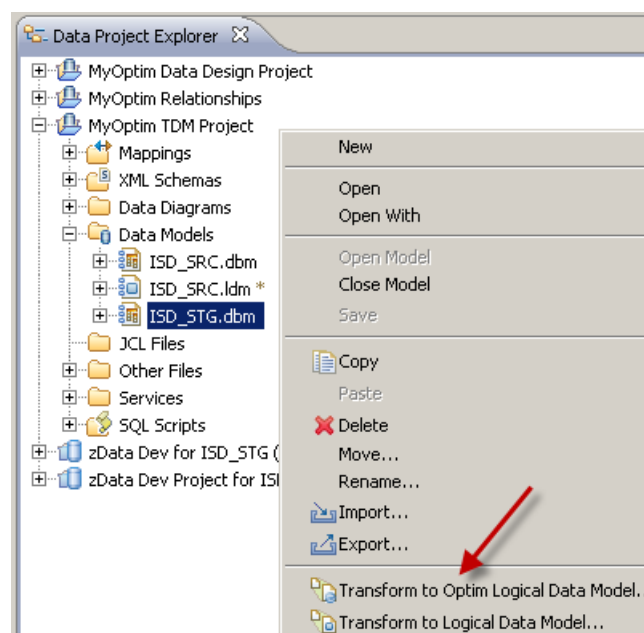 Data Project Explorer
MyOptim Data Design Project
MyOptim Relationships
MyOptim TDM Project
Mappings
XML Schemas
Data Diagrams
Data Models
ISD_SRC.dbm
ISD_SRC.ldm *
ISD_STG.dbm
JCL Files
Other Files
Services
SQL Scripts
zData Dev for ISD_STG (
zData Dev Project for ISI
New
Open
Open With
Open Model
Close Model
Save
Copy
Paste
Delete
Move...
Rename...
Import...
Export...
Transform to Optim Logical Data Model.
Transform to Logical Data Model...